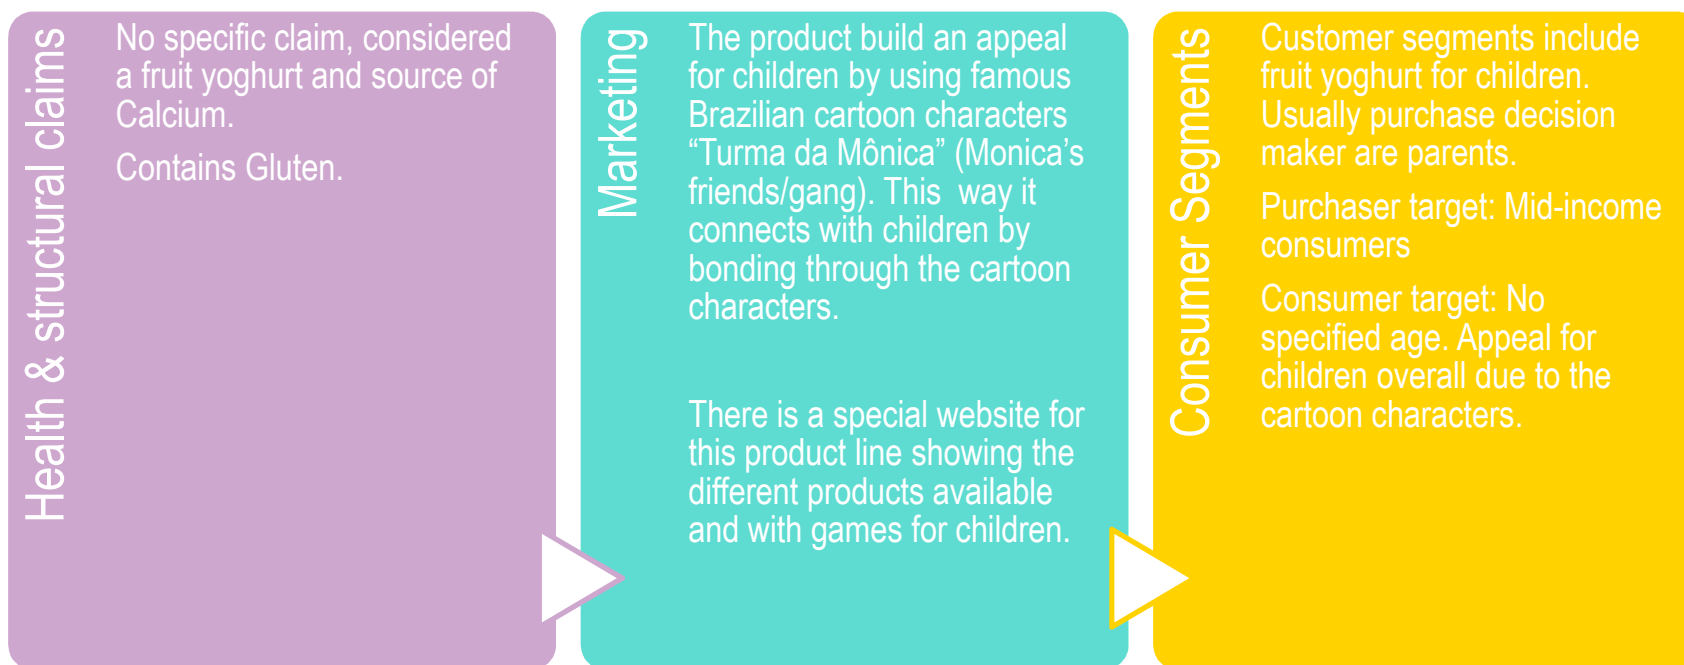 Health & structural claims
No specific claim, considered
a fruit yoghurt and source of
Calcium.
Contains Gluten.
Marketing
The product build an appeal
for children by using famous
Brazilian cartoon characters
“Turma da Mônica” (Monica’s
friends/gang). This  way it
connects with children by
bonding through the cartoon
characters.
There is a special website for
this product line showing the
different products available
and with games for children.
Consumer Segments
Customer segments include
fruit yoghurt for children.
Usually purchase decision
maker are parents.
Purchaser target: Mid-income
consumers
Consumer target: No
specified age. Appeal for
children overall due to the
cartoon characters.